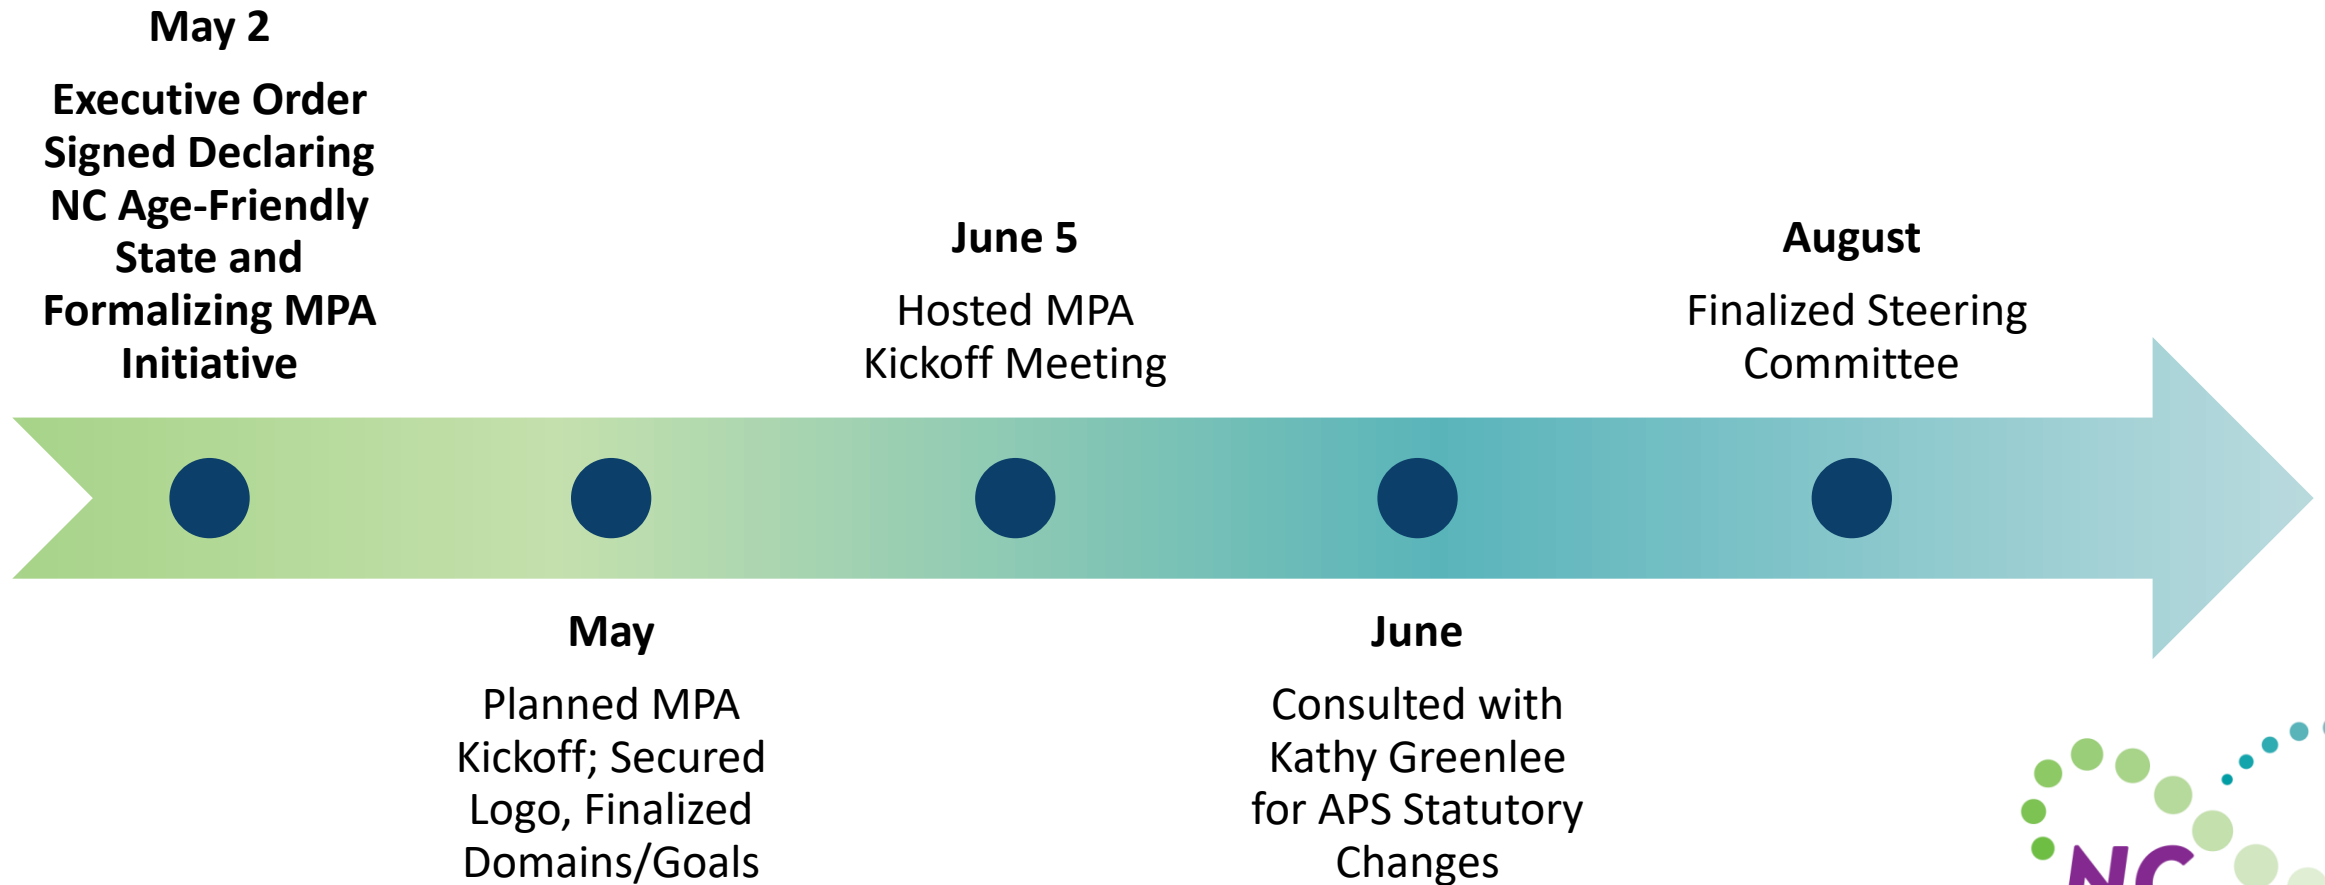 May 2
Executive Order
Signed Declaring
NC Age-Friendly
State and
Formalizing MPA
Initiative
May
Planned MPA
Kickoff; Secured
Logo, Finalized
Domains/Goals
June 5
Hosted MPA
Kickoff Meeting
June
Consulted with
Kathy Greenlee
for APS Statutory
Changes
August
Finalized Steering
Committee
NC